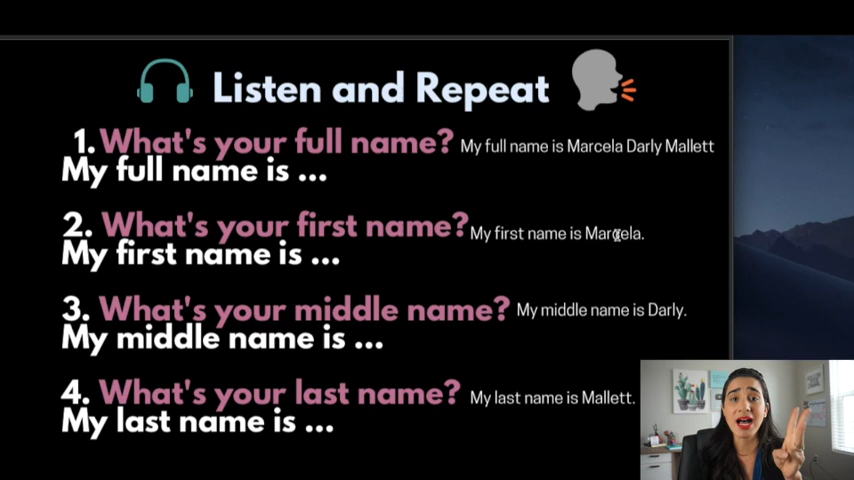 Listen and Repeat
1. What's your full name? My full name is Marcela Darly Mallett
My full name is ...
2. What's your first name? My first name is Marcela.
My first name is ...
3. What's your middle name? My middle name is Darly.
My middle name is ...
4. What's your last name? My last name is Mallett.
My last name is ...